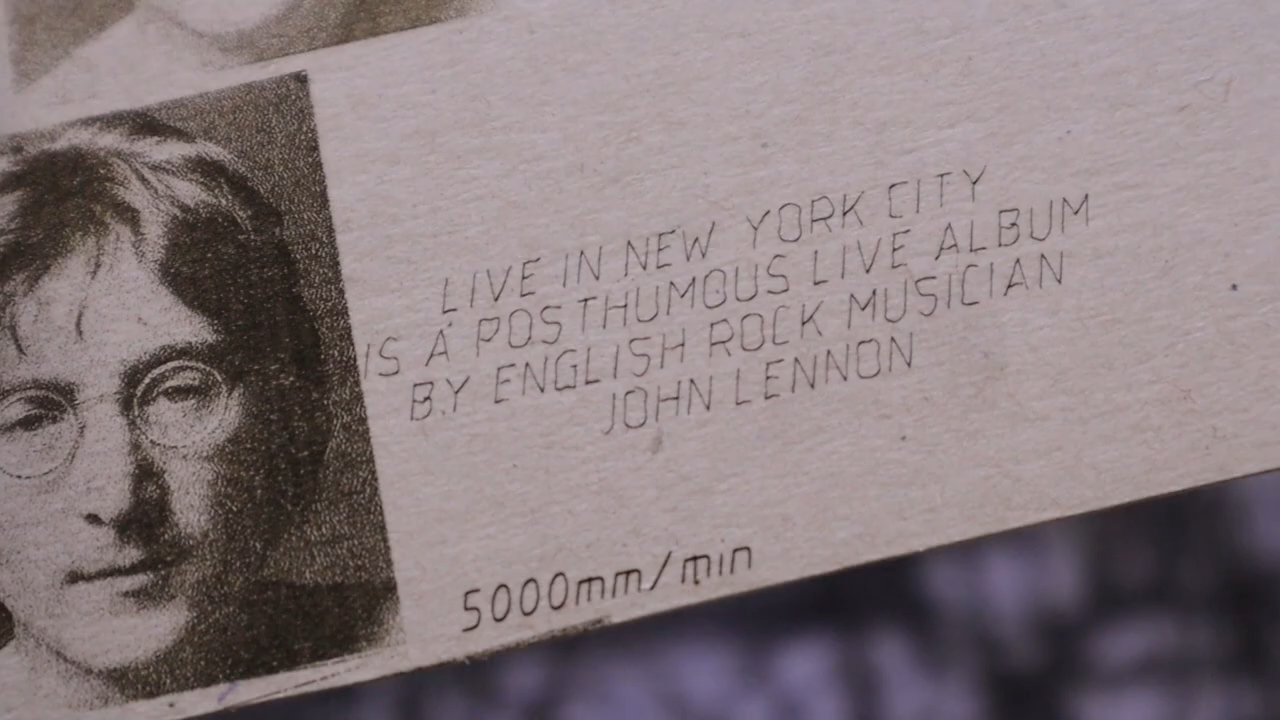 LIVE IN NEW YORK CITY
IS A POSTHUMOUS LIVE ALBUM
BY ENGLISH ROCK MUSICIAN
JOHN LENNON
5000mm/min